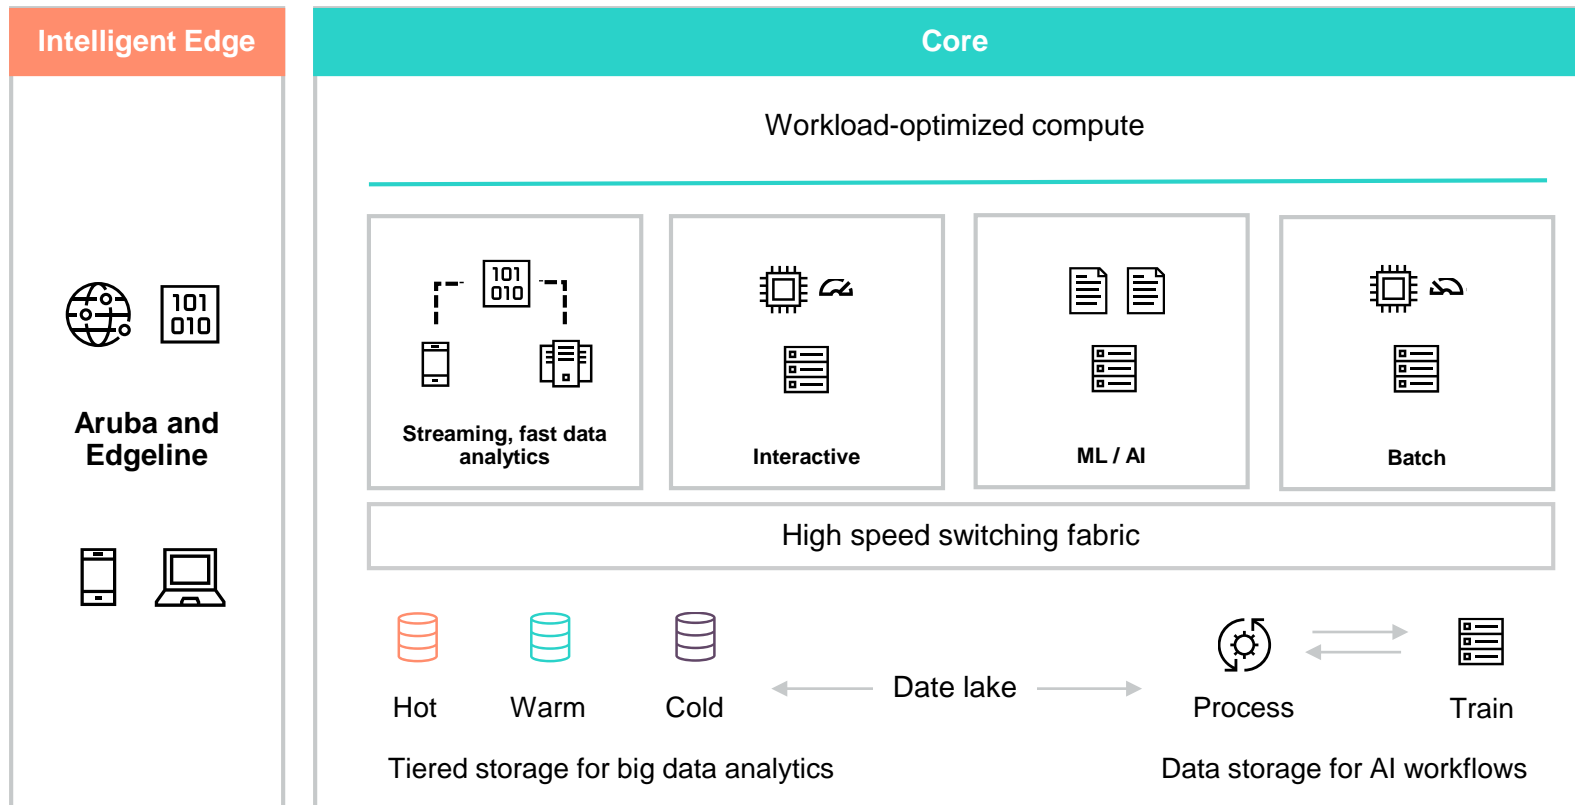 Intelligent Edge
Core
Workload-optimized compute
101
010
Aruba and
Edgeline
101
010
Streaming, fast data
analytics
Interactive
ML / AI
Batch
High speed switching fabric
Hot
Warm
Cold
Date lake
Process
Train
Tiered storage for big data analytics
Data storage for AI workflows